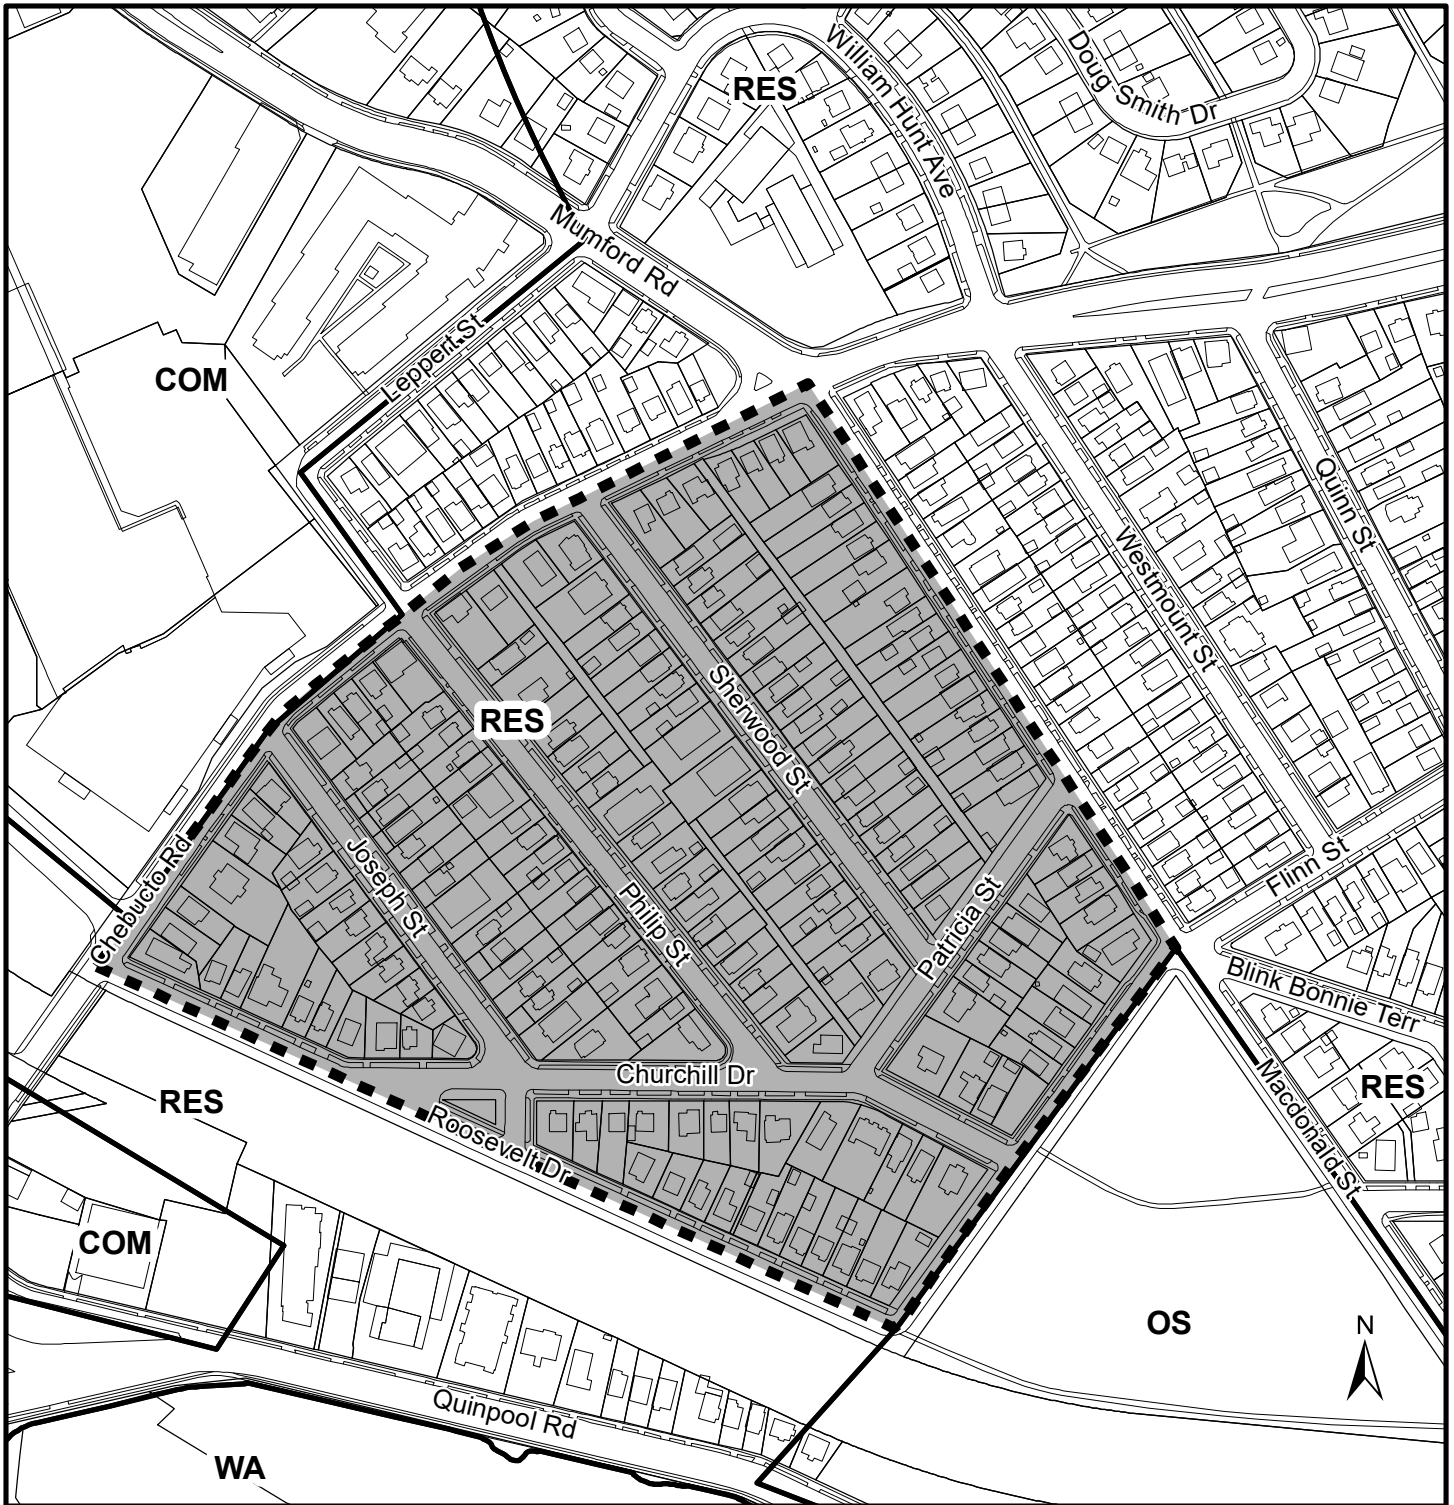 William Hunt Ave
Doug Smith Dr
RES
Mumford Rd
Leppert St
COM
Quinn St
Westmount St
Sherwood St
RES
Joseph St
Chebucto Rd
Philip St
Patricia St
Flinn St
Blink Bonnie Terr
Churchill Dr
Macdonald St
RES
RES
Roosevelt Dr
COM
OS
N
Quinpool Rd
WA